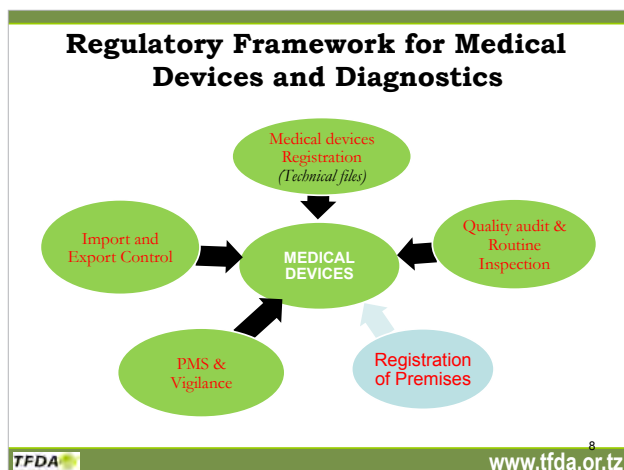 Regulatory Framework for Medical
Devices and Diagnostics
Medical devices
Registration
(Technical files)
Import and
Export Control
MEDICAL
DEVICES
Quality audit &
Routine
Inspection
PMS &
Vigilance
Registration
of Premises
8
TFDA
www.tfda.or.tz